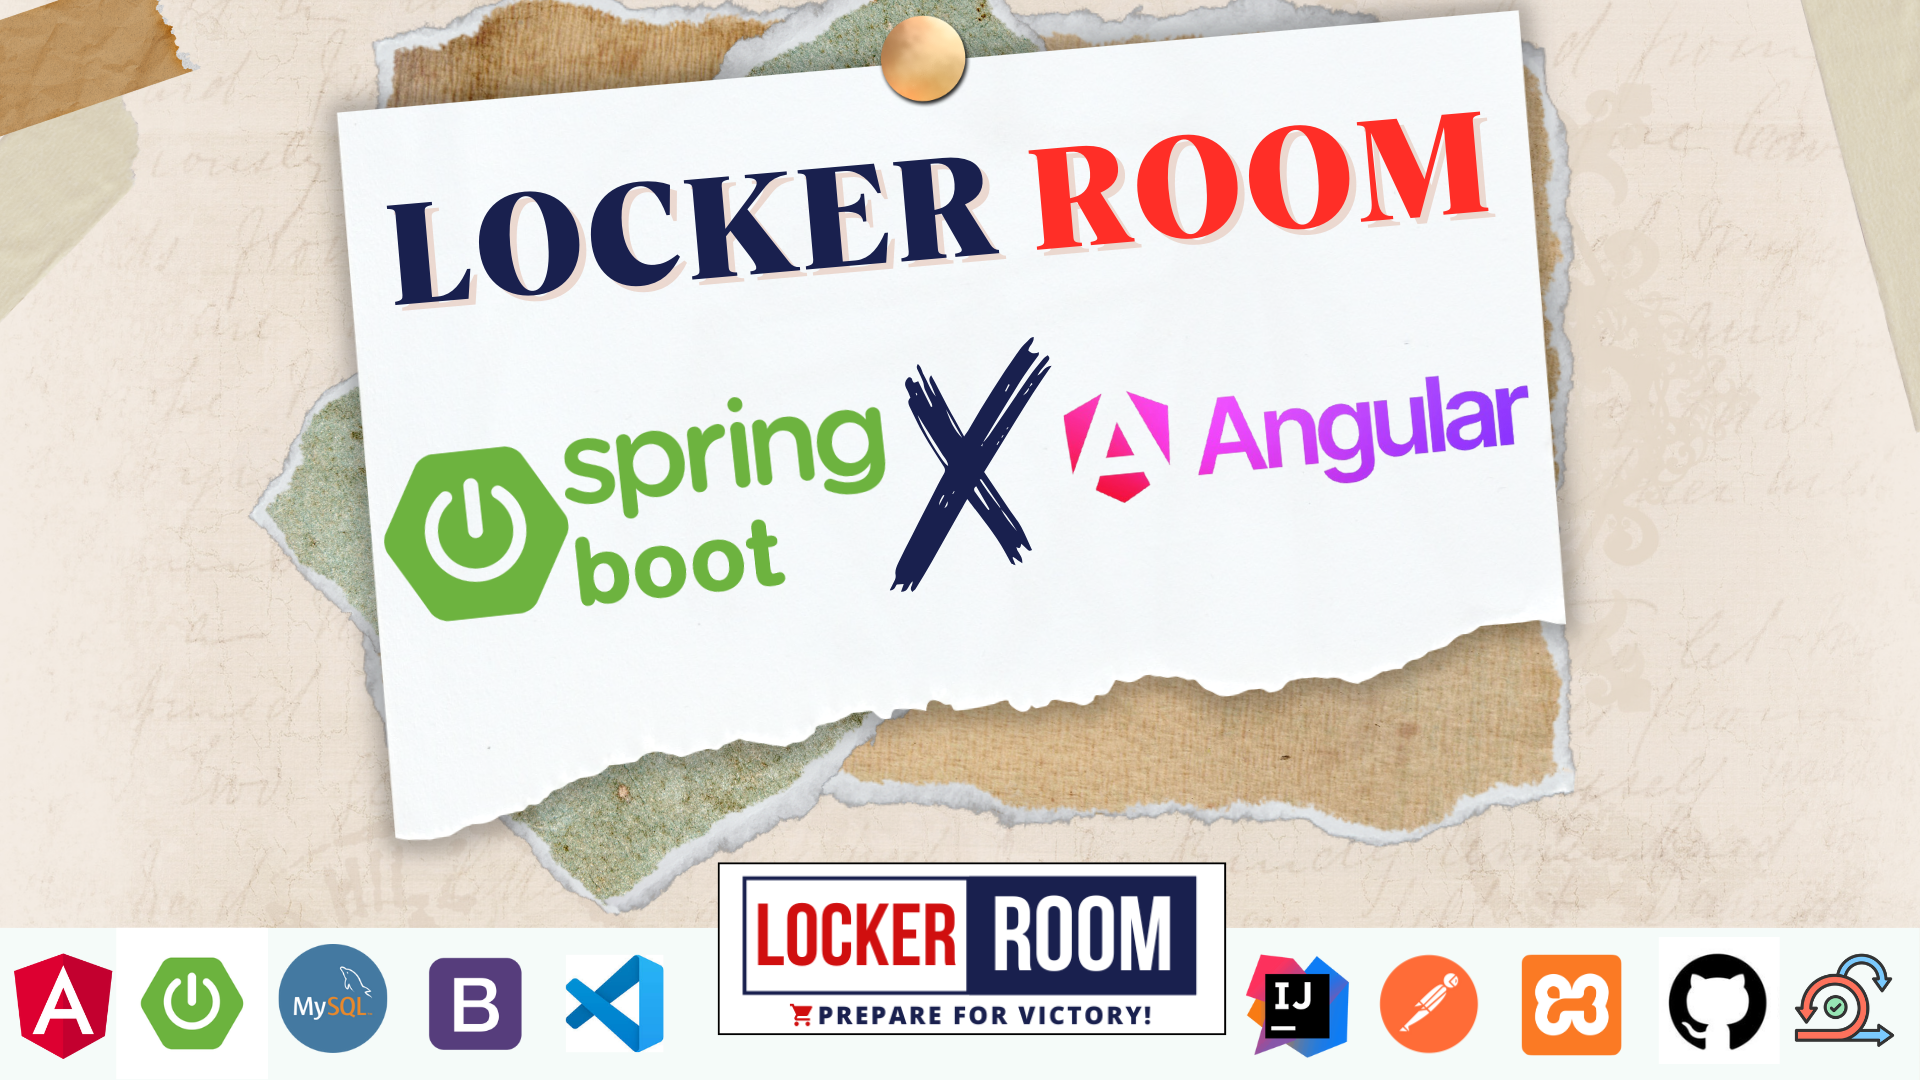 LOCKER ROOM
spring
boot
X
Angular
LOCKER ROOM
PREPARE FOR VICTORY!
A
MySQL
B
IJ